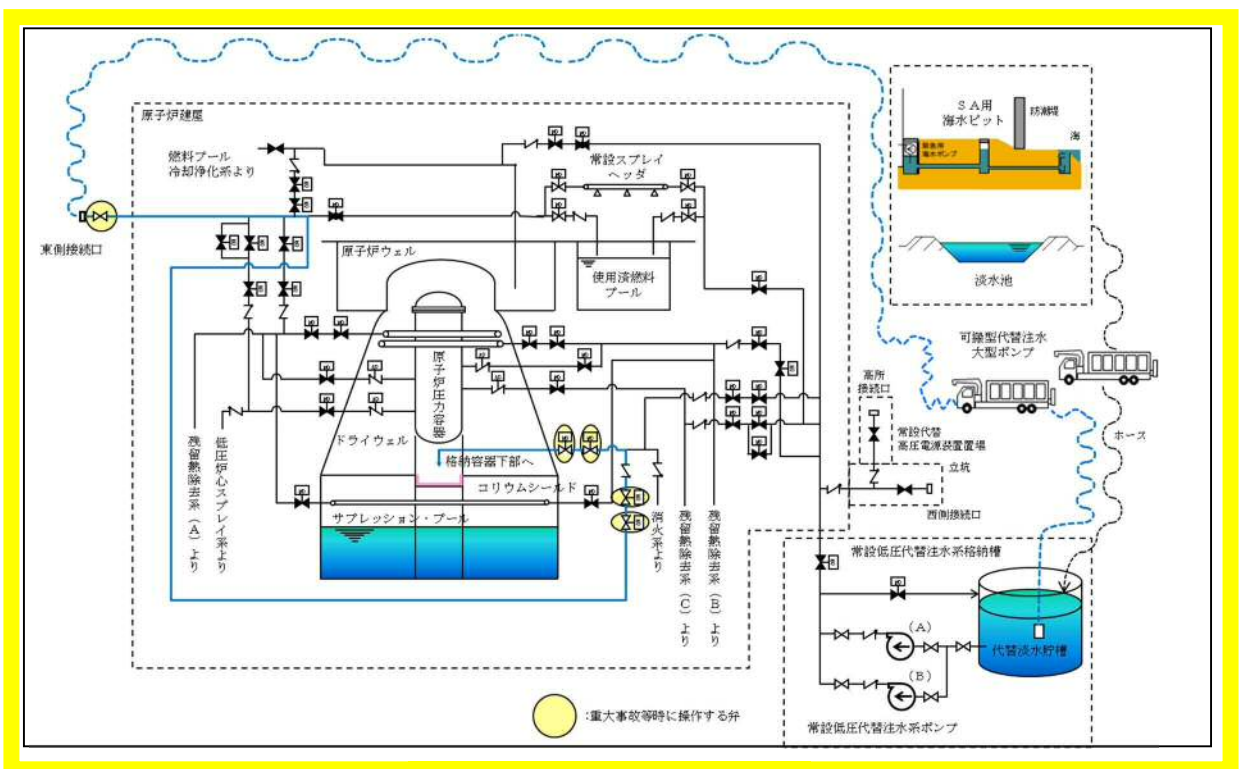 原子炉建屋
燃料プール
冷却浄化系より
常設スプレイ
ヘッダ
東側接続口
原子炉ウェル
使用済燃料
プール
原子炉圧力容器
ドライウェル
格納容器下部へ
コリウムシールド
サプレッション・プール
残留熱除去系(A)より
低圧炉心スプレイ系より
消火系より
残留熱除去系(C)より
残留熱除去系(B)より
SA用
海水ピット
防潮堤
海
緊急用
海水ポンプ
淡水池
可搬型代替注水
大型ポンプ
高所
接続口
常設代替
高圧電源装置置場
ホース
立坑
西側接続口
常設低圧代替注水系格納槽
(A)
(B)
代替淡水貯槽
常設低圧代替注水系ポンプ
:重大事故等時に操作する弁